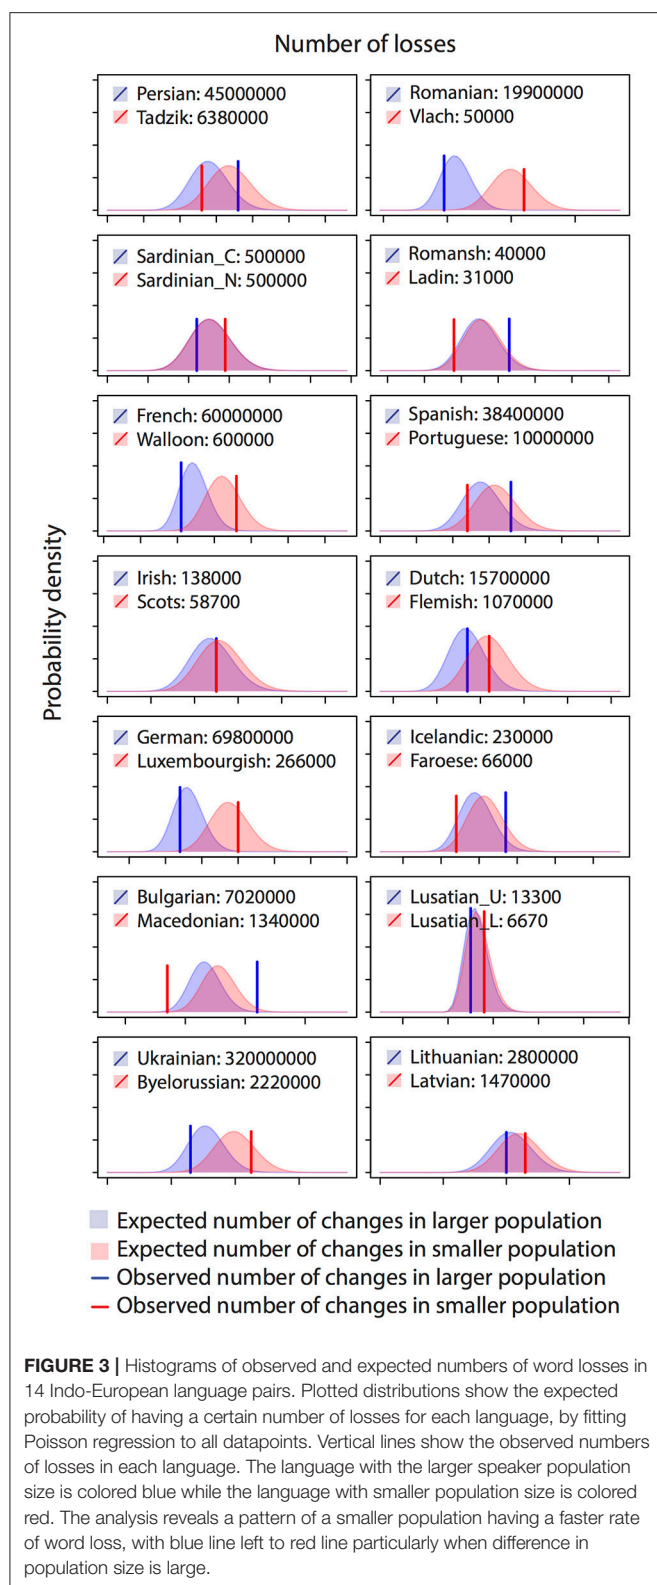 Number of losses
Persian: 45000000
Tadzik: 6380000
Romanian: 19900000
Vlach: 50000
Sardinian_C: 500000
Sardinian_N: 500000
Romansh: 40000
Ladin: 31000
French: 60000000
Walloon: 600000
Spanish: 38400000
Portuguese: 10000000
Irish: 138000
Scots: 58700
Dutch: 15700000
Flemish: 1070000
German: 69800000
Luxembourgish: 266000
Icelandic: 230000
Faroese: 66000
Bulgarian: 7020000
Macedonian: 1340000
Lusatian_U: 13300
Lusatian_L: 6670
Ukrainian: 320000000
Byelorussian: 2220000
Lithuanian: 2800000
Latvian: 1470000
Probability density
Expected number of changes in larger population
Expected number of changes in smaller population
Observed number of changes in larger population
Observed number of changes in smaller population
FIGURE 3 | Histograms of observed and expected numbers of word losses in
14 Indo-European language pairs. Plotted distributions show the expected
probability of having a certain number of losses for each language, by fitting
Poisson regression to all datapoints. Vertical lines show the observed numbers
of losses in each language. The language with the larger speaker population
size is colored blue while the language with smaller population size is colored
red. The analysis reveals a pattern of a smaller population having a faster rate
of word loss, with blue line left to red line particularly when difference in
population size is large.